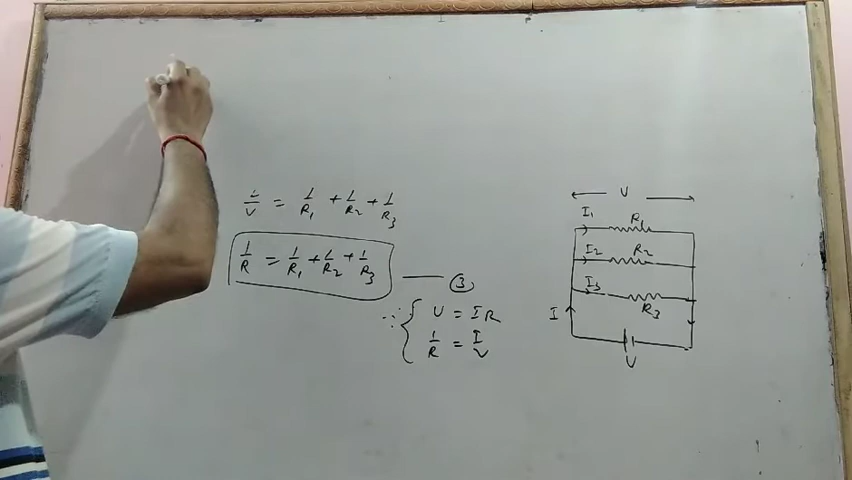 I/V = 1/R1 + 1/R2 + 1/R3
1/R = 1/R1 + 1/R2 + 1/R3 — ③
∵ { V = IR
1/R = I/V
V
I1 R1
I2 R2
I3 R3
I
V